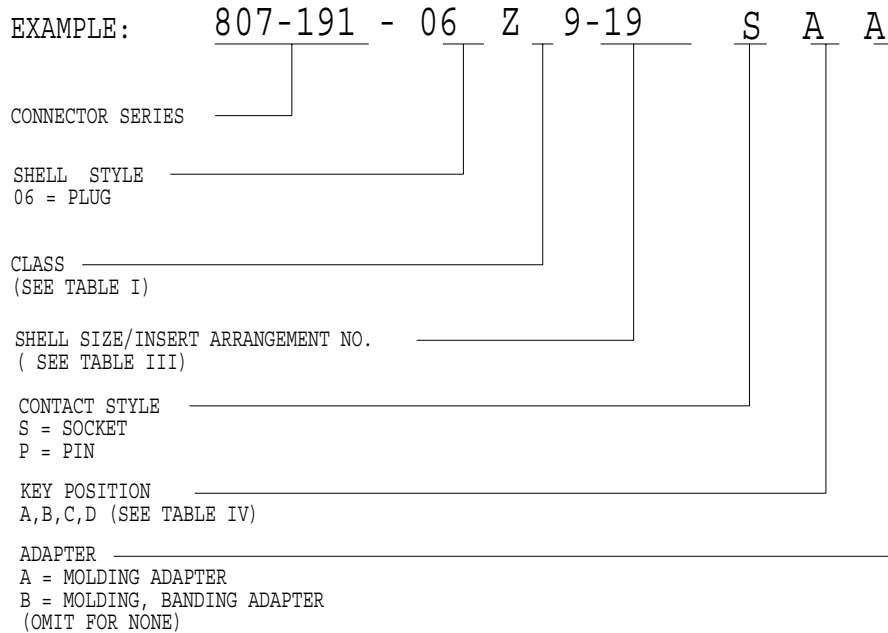 EXAMPLE: 807-191 - 06 Z 9-19 S A A
CONNECTOR SERIES
SHELL STYLE
06 = PLUG
CLASS
(SEE TABLE I)
SHELL SIZE/INSERT ARRANGEMENT NO.
( SEE TABLE III)
CONTACT STYLE
S = SOCKET
P = PIN
KEY POSITION
A,B,C,D (SEE TABLE IV)
ADAPTER
A = MOLDING ADAPTER
B = MOLDING, BANDING ADAPTER
(OMIT FOR NONE)